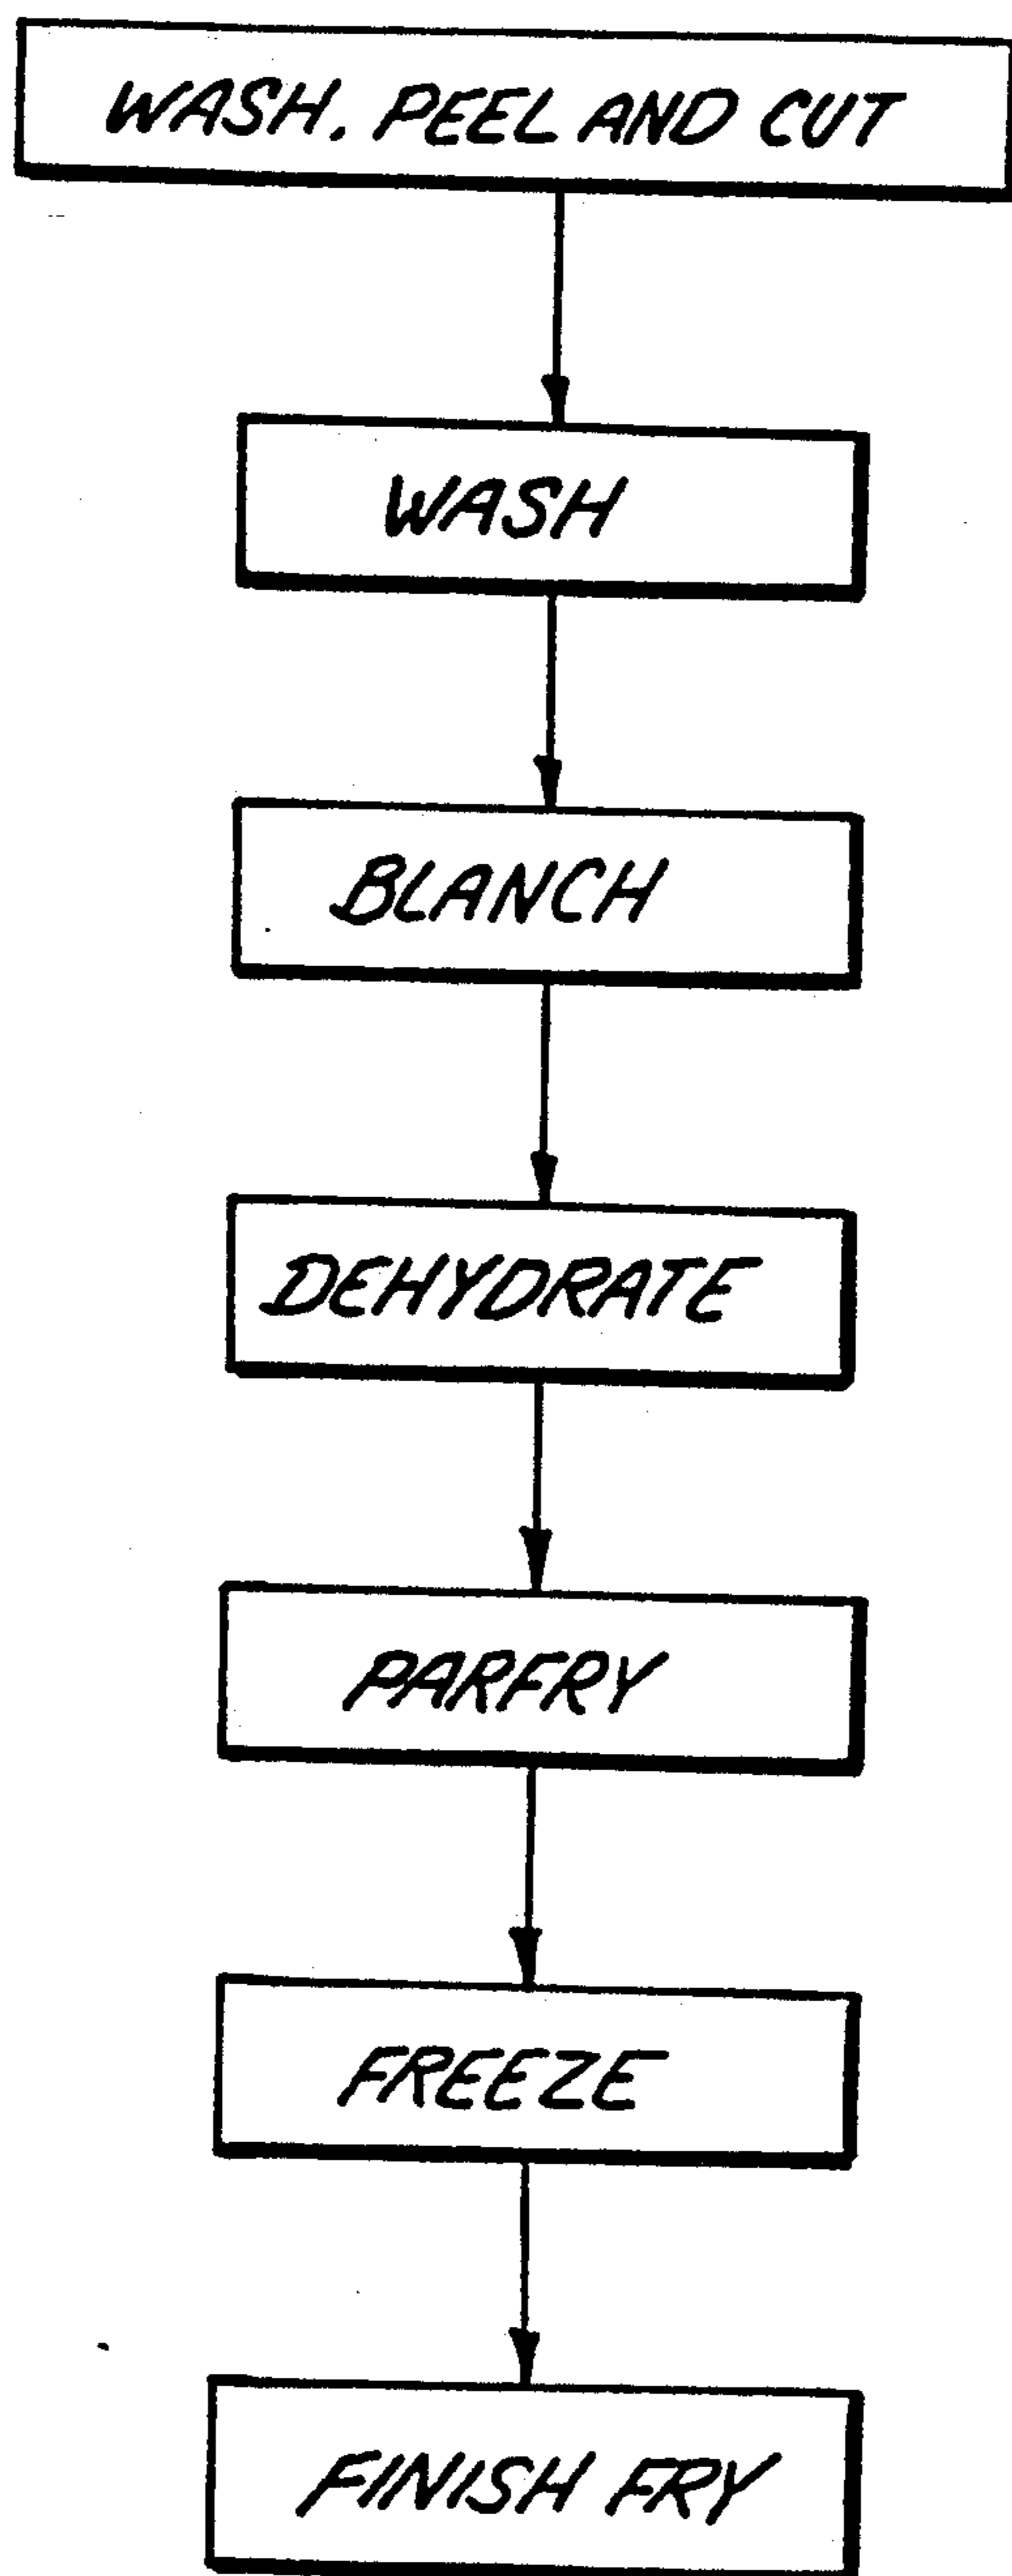 WASH. PEEL AND CUT
WASH
BLANCH
DEHYDRATE
PARFRY
FREEZE
FINISH FRY